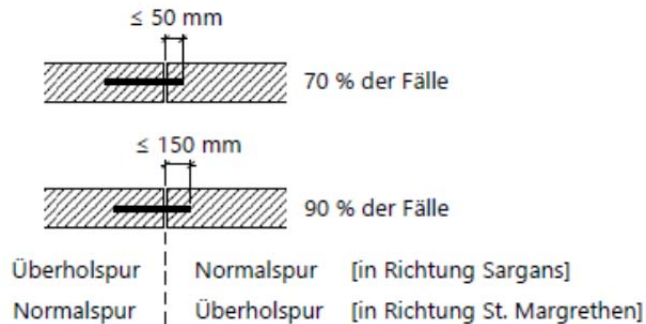 ≤ 50 mm
70 % der Fälle
≤ 150 mm
90 % der Fälle
Überholspur Normalspur [in Richtung Sargans]
Normalspur Überholspur [in Richtung St. Margrethen]